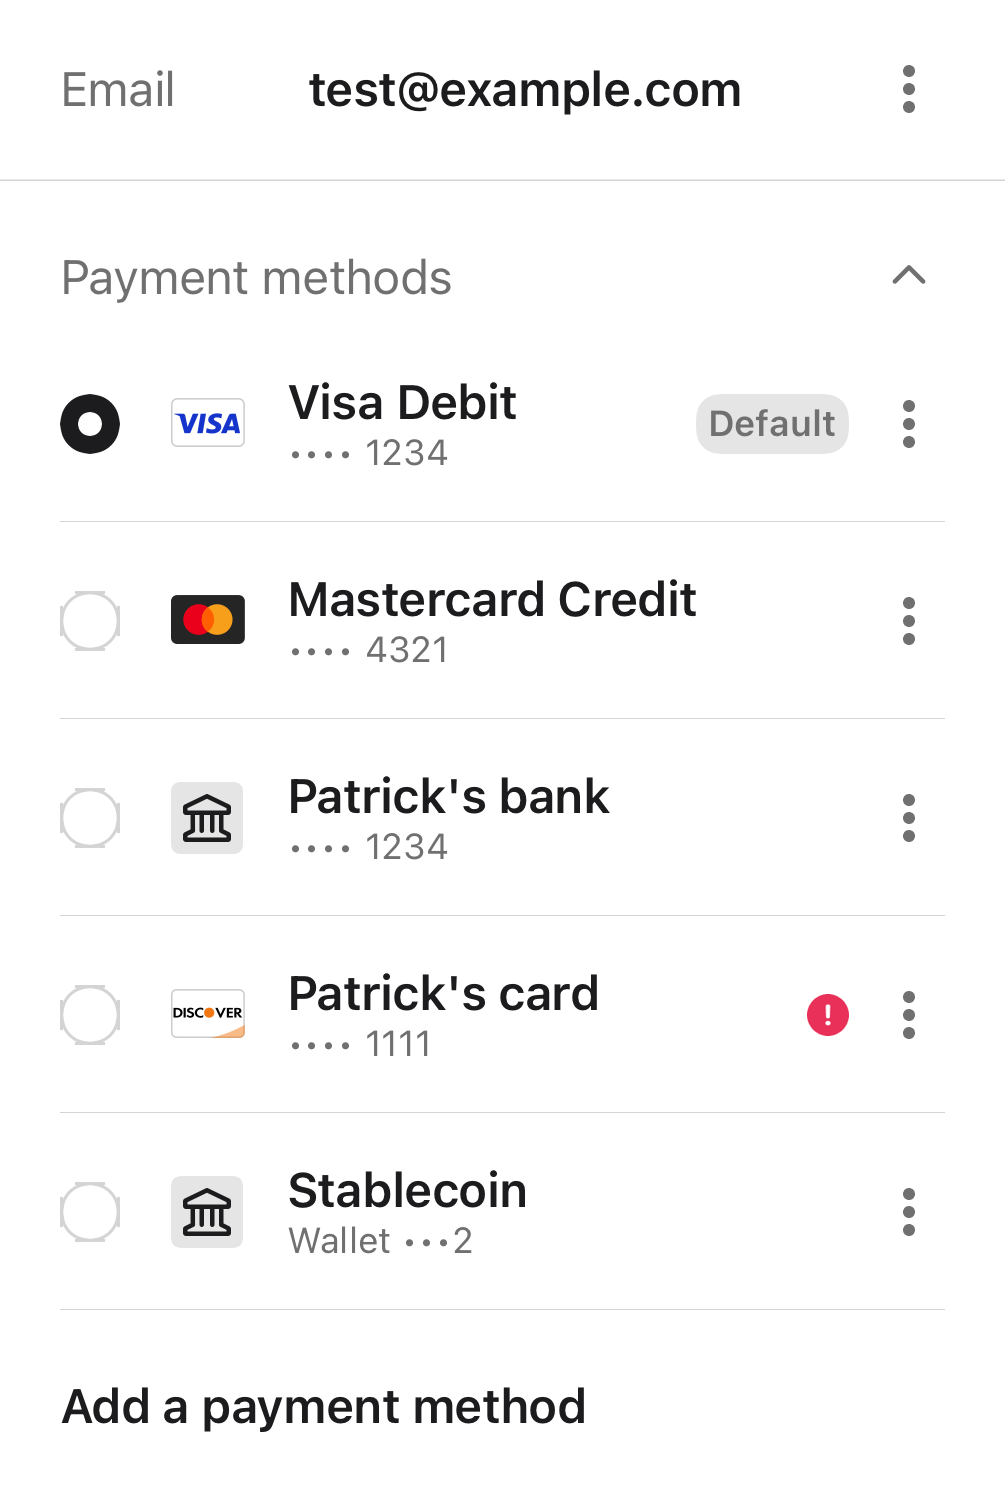 Email test@example.com
Payment methods
VISA Visa Debit Default
•••• 1234
Mastercard Credit
•••• 4321
Patrick's bank
•••• 1234
DISCOVER Patrick's card !
•••• 1111
Stablecoin
Wallet •••2
Add a payment method